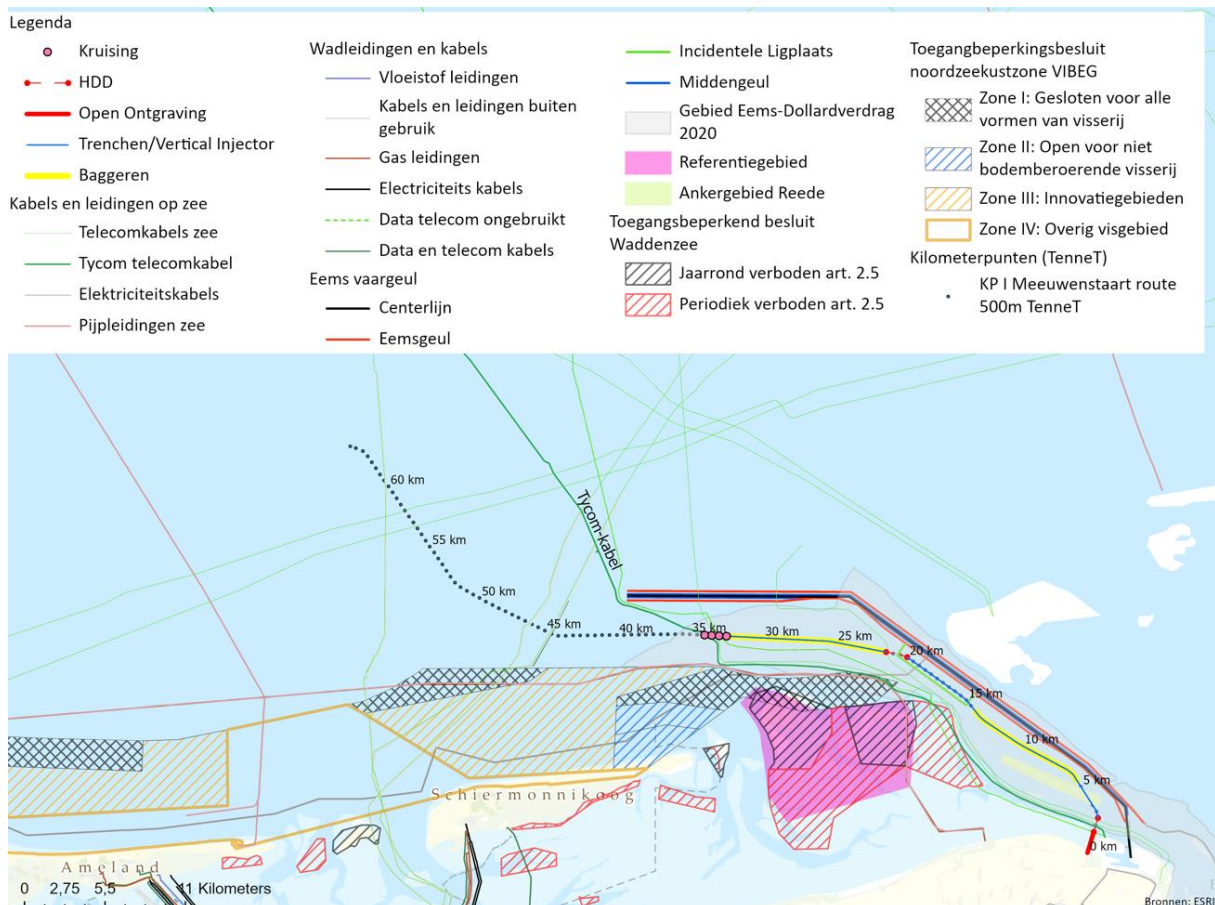 Legenda
Kruising
HDD
Open Ontgraving
Trenchen/Vertical Injector
Baggeren
Kabels en leidingen op zee
Telecomkabels zee
Tycom telecomkabel
Elektriciteitskabels
Pijpleidingen zee
Wadleidingen en kabels
Vloeistof leidingen
Kabels en leidingen buiten
gebruik
Gas leidingen
Electriciteits kabels
Data telecom ongebruikt
Data en telecom kabels
Eems vaargeul
Centerlijn
Eemsgeul
Incidentele Ligplaats
Middengeul
Gebied Eems-Dollardverdrag
2020
Referentiegebied
Ankergebied Reede
Toegangsbeperkend besluit
Waddenzee
Jaarrond verboden art. 2.5
Periodiek verboden art. 2.5
Toegangbeperkingsbesluit
noordzeekustzone VIBEG
Zone I: Gesloten voor alle
vormen van visserij
Zone II: Open voor niet
bodemberoerende visserij
Zone III: Innovatiegebieden
Zone IV: Overig visgebied
Kilometerpunten (TenneT)
KP I Meeuwenstaart route
500m TenneT
60 km
55 km
50 km
45 km
40 km
35 km
30 km
25 km
20 km
15 km
10 km
5 km
0 km
Tycom-kabel
Schiermonnikoog
Ameland
0 2,75 5,5 11 Kilometers
Bronnen: ESRI